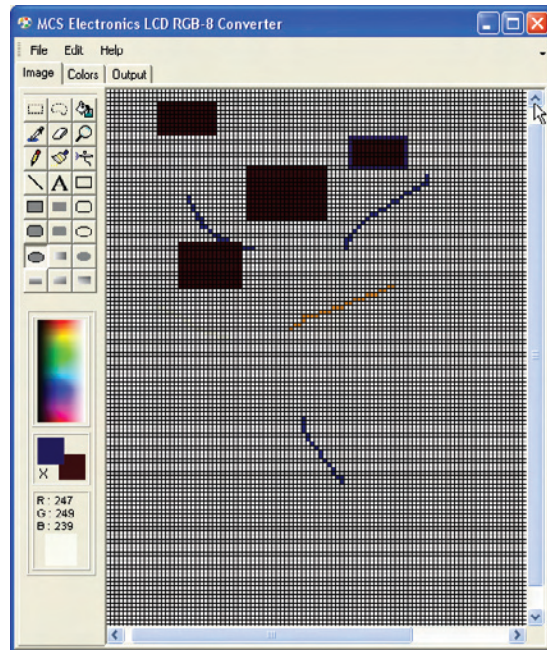 MCS Electronics LCD RGB-8 Converter
File Edit Help
Image Colors Output
A
X
R : 247
G : 249
B : 239